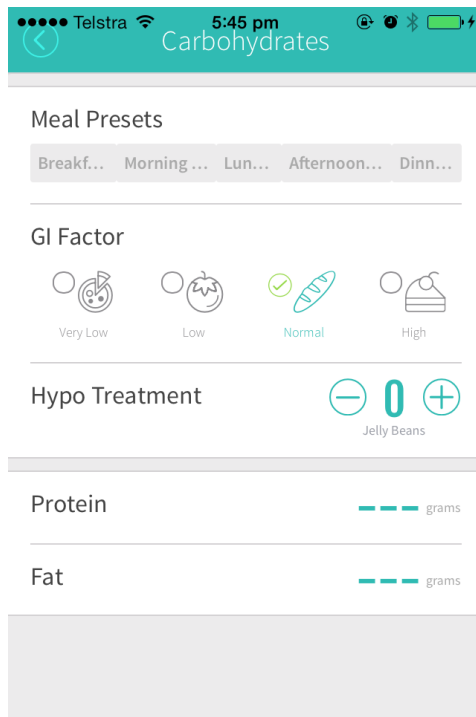 Telstra 5:45 pm
Carbohydrates
Meal Presets
Breakf... Morning ... Lun... Afternoon... Dinn...
GI Factor
Very Low Low Normal High
Hypo Treatment 0
Jelly Beans
Protein grams
Fat grams